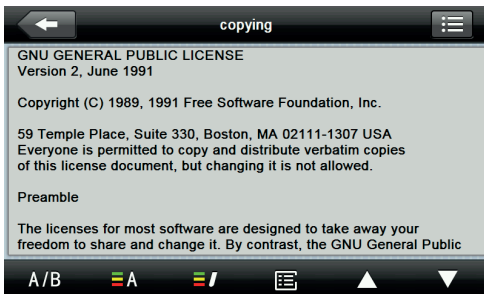 copying
GNU GENERAL PUBLIC LICENSE
Version 2, June 1991
Copyright (C) 1989, 1991 Free Software Foundation, Inc.
59 Temple Place, Suite 330, Boston, MA 02111-1307 USA
Everyone is permitted to copy and distribute verbatim copies
of this license document, but changing it is not allowed.
Preamble
The licenses for most software are designed to take away your
freedom to share and change it. By contrast, the GNU General Public
A/B A